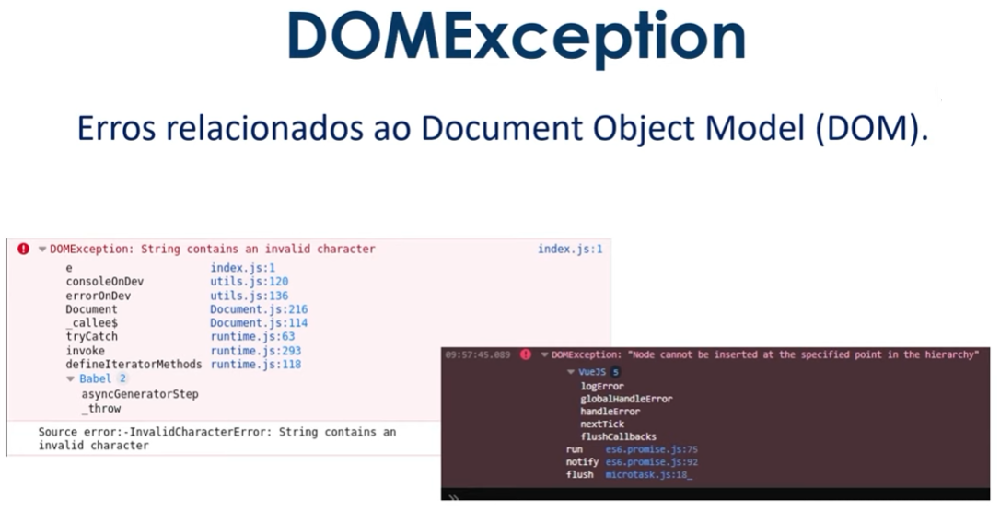 DOMException
Erros relacionados ao Document Object Model (DOM).
DOMException: String contains an invalid character index.js:1
e index.js:1
consoleOnDev utils.js:120
errorOnDev utils.js:136
Document Document.js:216
_callee$ Document.js:114
tryCatch runtime.js:63
invoke runtime.js:293
defineIteratorMethods runtime.js:118
Babel 2
asyncGeneratorStep
_throw
Source error:-InvalidCharacterError: String contains an
invalid character
09:57:45.089 DOMException: "Node cannot be inserted at the specified point in the hierarchy"
VueJS 5
logError
globalHandleError
handleError
nextTick
flushCallbacks
run es6.promise.js:75
notify es6.promise.js:92
flush microtask.js:18_